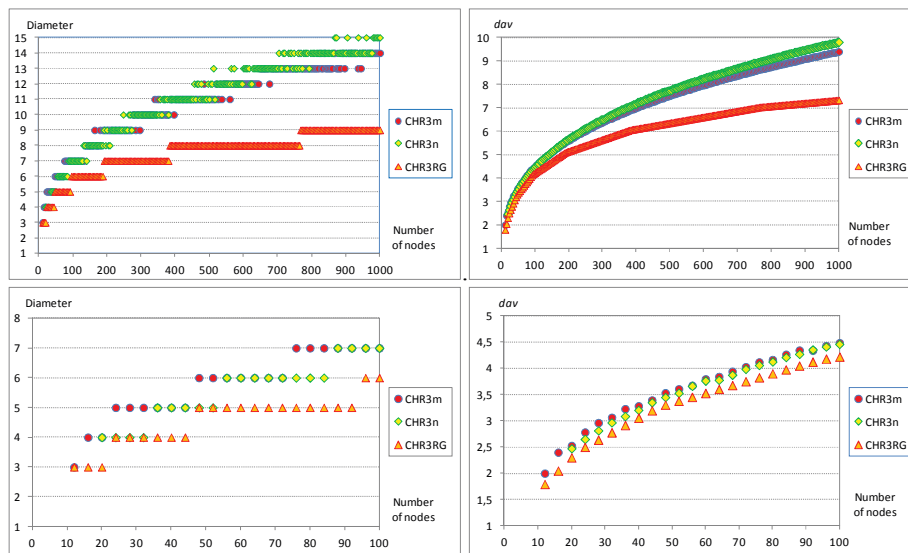 Diameter
15
14
13
12
11
10
9
8
7
6
5
4
3
2
1
0 100 200 300 400 500 600 700 800 900 1000
Number
of nodes
CHR3m
CHR3n
CHR3RG
dav
10
9
8
7
6
5
4
3
2
1
0 100 200 300 400 500 600 700 800 900 1000
Number
of nodes
CHR3m
CHR3n
CHR3RG
.
Diameter
8
7
6
5
4
3
2
1
0 10 20 30 40 50 60 70 80 90 100
Number
of nodes
CHR3m
CHR3n
CHR3RG
dav
5
4,5
4
3,5
3
2,5
2
1,5
1
0 10 20 30 40 50 60 70 80 90 100
Number
of nodes
CHR3m
CHR3n
CHR3RG